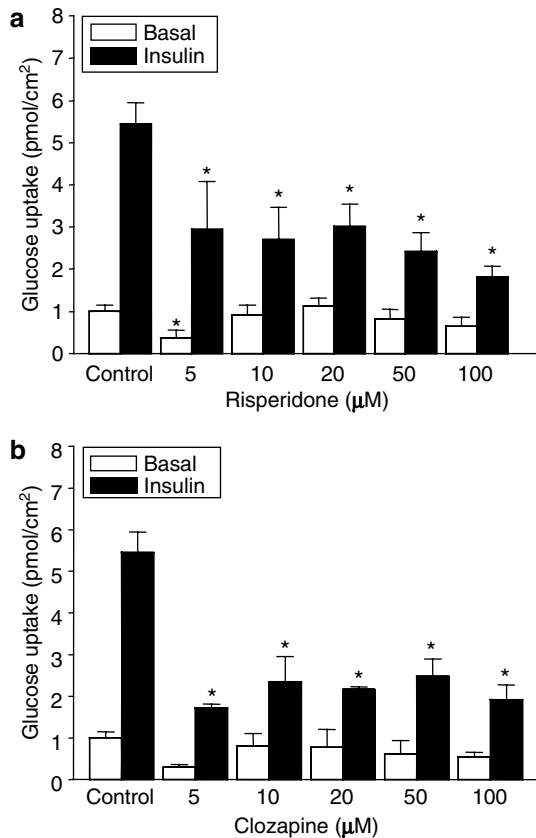 a
Basal
Insulin
Glucose uptake (pmol/cm²)
8
7
6
5
4
3
2
1
0
*
*
*
*
*
*
Control 5 10 20 50 100
Risperidone (μM)
b
Basal
Insulin
Glucose uptake (pmol/cm²)
8
7
6
5
4
3
2
1
0
*
*
*
*
*
Control 5 10 20 50 100
Clozapine (μM)